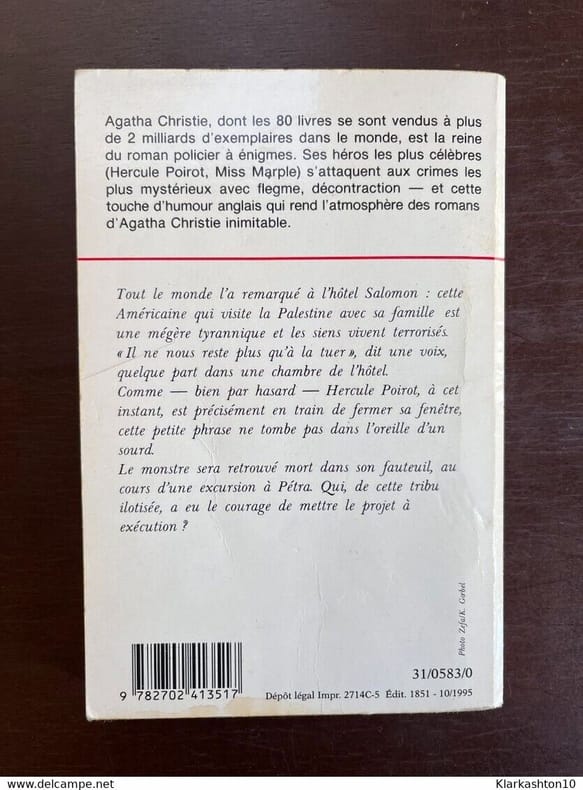 Agatha Christie, dont les 80 livres se sont vendus à plus
de 2 milliards d'exemplaires dans le monde, est la reine
du roman policier à énigmes. Ses héros les plus célèbres
(Hercule Poirot, Miss Marple) s'attaquent aux crimes les
plus mystérieux avec flegme, décontraction — et cette
touche d'humour anglais qui rend l'atmosphère des romans
d'Agatha Christie inimitable.
Tout le monde l'a remarqué à l'hôtel Salomon : cette
Américaine qui visite la Palestine avec sa famille est
une mégère tyrannique et les siens vivent terrorisés.
« Il ne nous reste plus qu'à la tuer », dit une voix,
quelque part dans une chambre de l'hôtel.
Comme — bien par hasard — Hercule Poirot, à cet
instant, est précisément en train de fermer sa fenêtre,
cette petite phrase ne tombe pas dans l'oreille d'un
sourd.
Le monstre sera retrouvé mort dans son fauteuil, au
cours d'une excursion à Pétra. Qui, de cette tribu
ilotisée, a eu le courage de mettre le projet à
exécution ?
Photo Zefa/K. Gœbel
31/0583/0
9 782702 413517
Dépôt légal Impr. 2714C-5 Édit. 1851 - 10/1995
https://www.delcampe.net
Klarkashton10